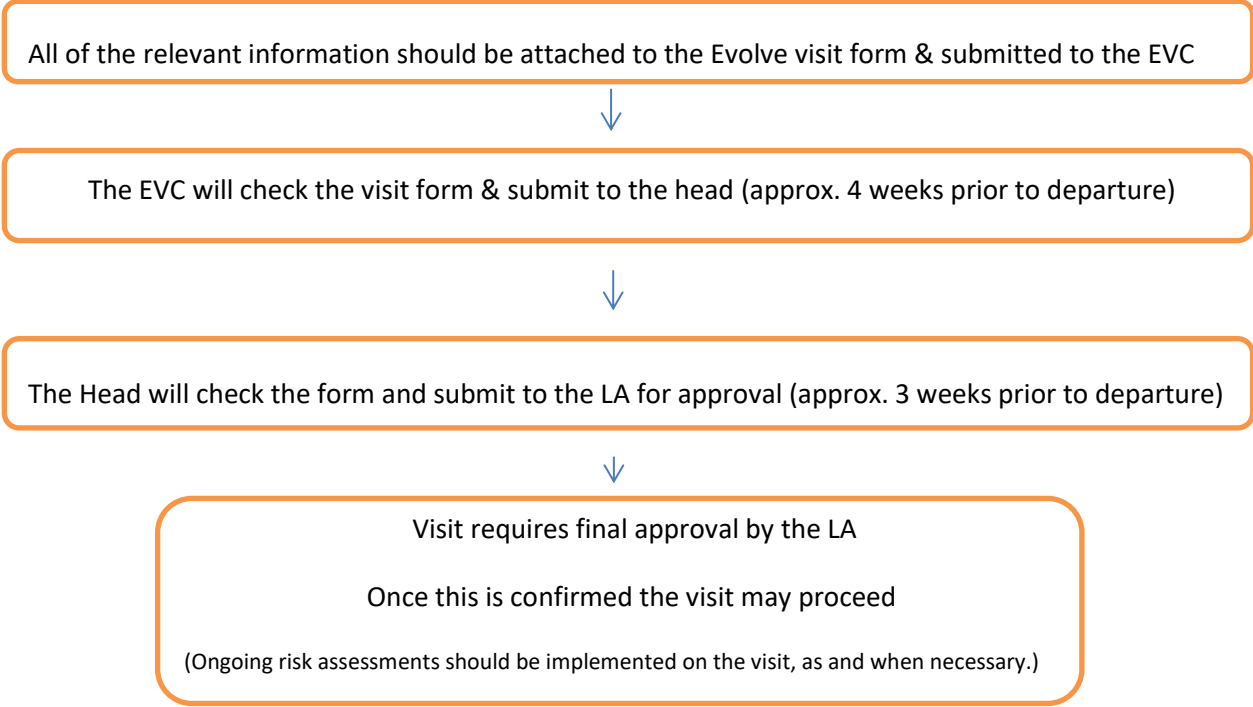 All of the relevant information should be attached to the Evolve visit form & submitted to the EVC
The EVC will check the visit form & submit to the head (approx. 4 weeks prior to departure)
The Head will check the form and submit to the LA for approval (approx. 3 weeks prior to departure)
Visit requires final approval by the LA
Once this is confirmed the visit may proceed
(Ongoing risk assessments should be implemented on the visit, as and when necessary.)